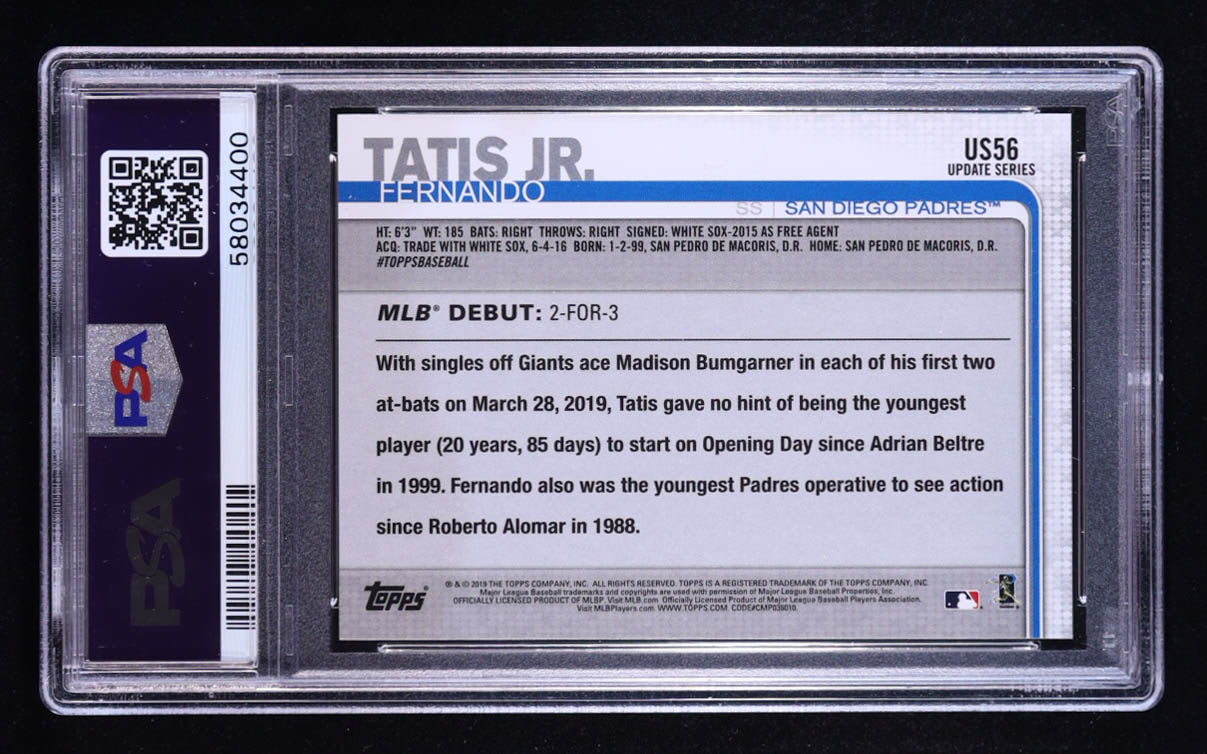 58034400
PSA
PSA
TATIS JR.
FERNANDO
US56
UPDATE SERIES
SS | SAN DIEGO PADRES™
HT: 6'3" WT: 185 BATS: RIGHT THROWS: RIGHT SIGNED: WHITE SOX-2015 AS FREE AGENT
ACQ: TRADE WITH WHITE SOX, 6-4-16 BORN: 1-2-99, SAN PEDRO DE MACORIS, D.R. HOME: SAN PEDRO DE MACORIS, D.R.
#TOPPSBASEBALL
MLB® DEBUT: 2-FOR-3
With singles off Giants ace Madison Bumgarner in each of his first two
at-bats on March 28, 2019, Tatis gave no hint of being the youngest
player (20 years, 85 days) to start on Opening Day since Adrian Beltre
in 1999. Fernando also was the youngest Padres operative to see action
since Roberto Alomar in 1988.
Topps®
® & © 2019 THE TOPPS COMPANY, INC. ALL RIGHTS RESERVED. TOPPS IS A REGISTERED TRADEMARK OF THE TOPPS COMPANY, INC.
Major League Baseball trademarks and copyrights are used with permission of Major League Baseball Properties, Inc.
OFFICIALLY LICENSED PRODUCT OF MLBP. Visit MLB.com. Officially Licensed Product of Major League Baseball Players Association.
Visit MLBPlayers.com. WWW.TOPPS.COM. CODE#CMP036010.
PSA